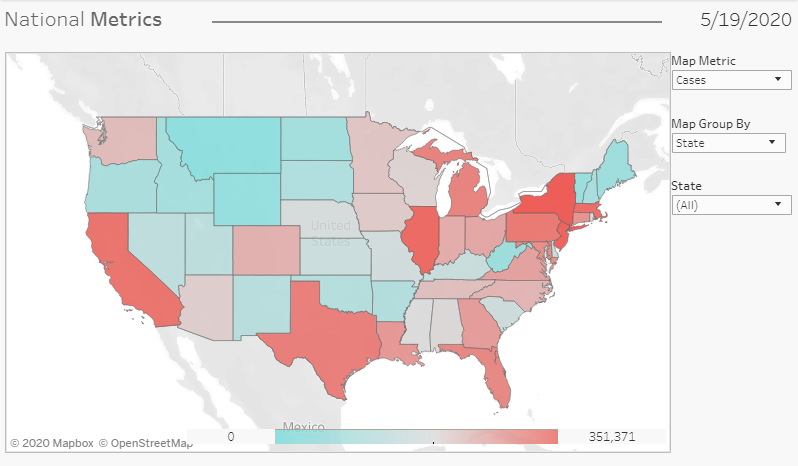 National Metrics
5/19/2020
Map Metric
Cases
Map Group By
State
State
(All)
United
States
Mexico
© 2020 Mapbox © OpenStreetMap
0
351,371